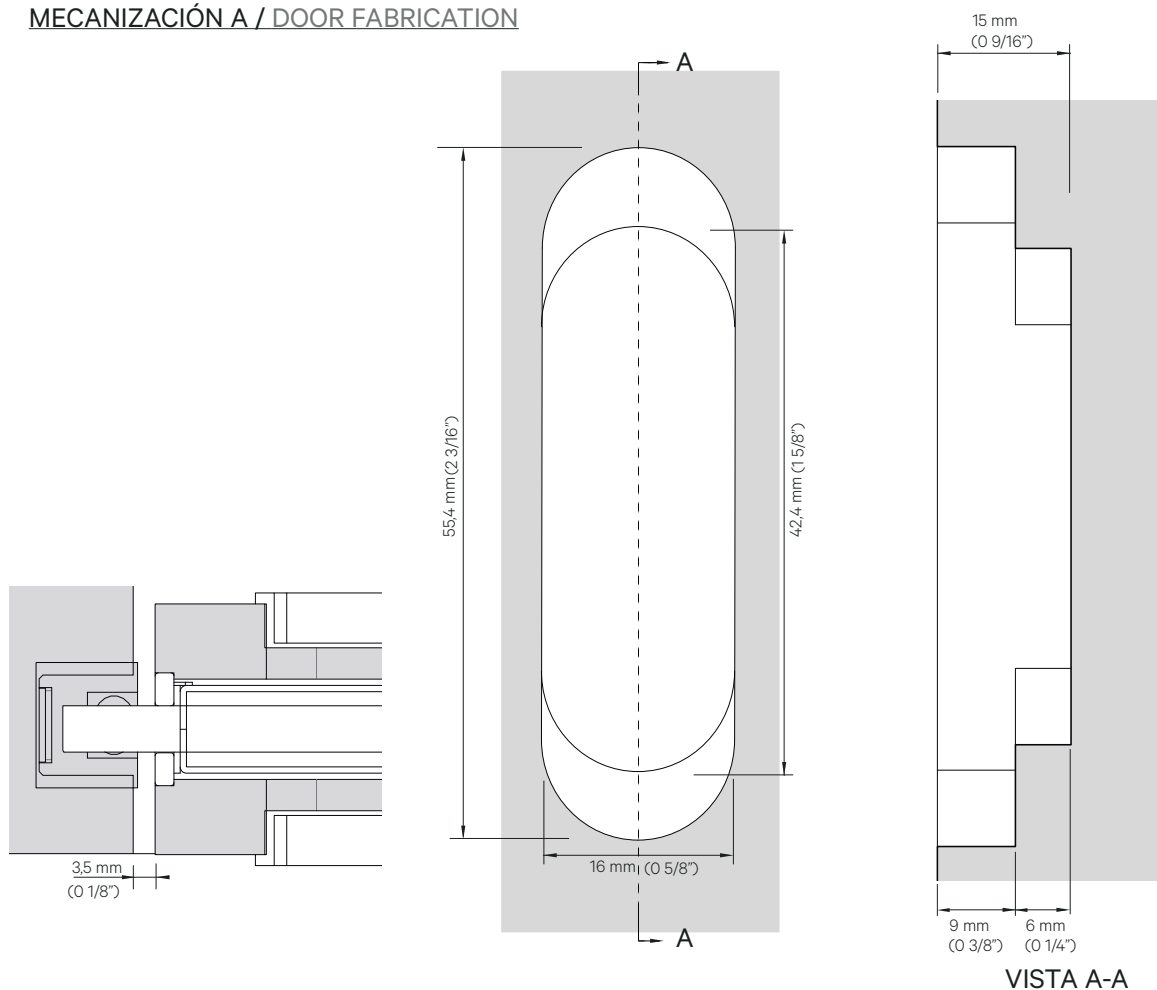 MECANIZACIÓN A / DOOR FABRICATION
15 mm
(0 9/16”)
A
55,4 mm(2 3/16”)
42,4 mm (1 5/8”)
3,5 mm
(0 1/8”)
16 mm (0 5/8”)
A
9 mm
(0 3/8”)
6 mm
(0 1/4”)
VISTA A-A